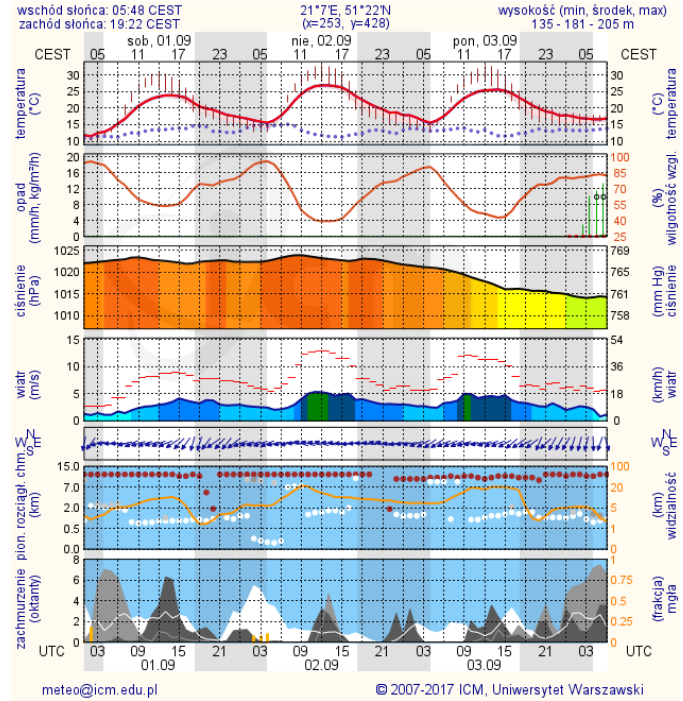 wschód słońca: 05:48 CEST
zachód słońca: 19:22 CEST
21°7'E, 51°22'N
(x=253, y=428)
wysokość (min, środek, max)
135 - 181 - 205 m
sob, 01.09 nie, 02.09 pon, 03.09
CEST 05 11 17 23 05 11 17 23 05 11 17 23 05 CEST
temperatura
(°C)
30
25
20
15
10
30
25
20
15
10
temperatura
(°C)
opad
(mm/h, kg/m²/h)
20
16
12
8
4
0
100
85
70
55
40
25
(%)
wilgotność wzgl.
ciśnienie
(hPa)
1025
1020
1015
1010
769
765
761
758
(mm Hg)
ciśnienie
wiatr
(m/s)
15
10
5
0
54
36
18
0
(km/h)
wiatr
N
W E
S
N
W E
S
pion. rozciągł. chm.
(km)
15.0
7.0
2.0
0.5
0.0
100
20
5
1
0
(km)
widzialność
zachmurzenie
(oktanty)
8
6
4
2
0
1
0.75
0.5
0.25
0
(frakcja)
mgła
UTC 03 09 15 21 03 09 15 21 03 09 15 21 03 UTC
01.09 02.09 03.09
meteo@icm.edu.pl
© 2007-2017 ICM, Uniwersytet Warszawski